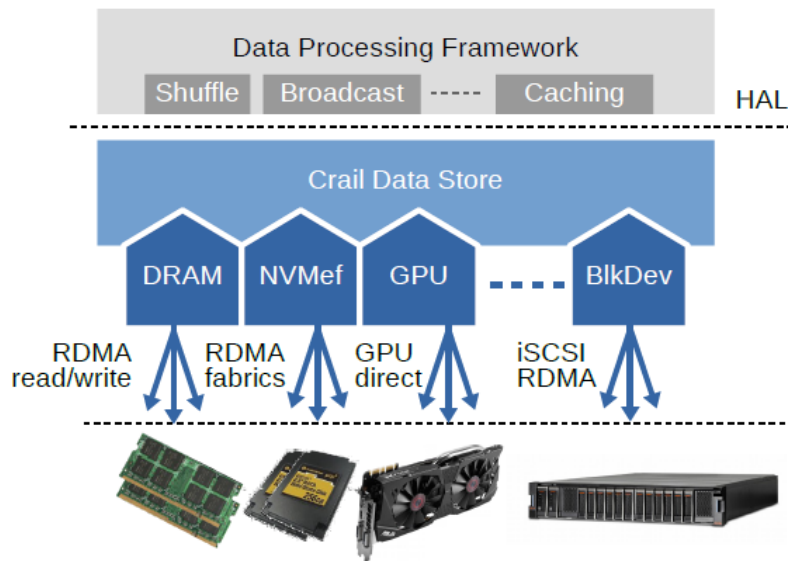 Data Processing Framework
Shuffle
Broadcast
Caching
HAL
Crail Data Store
DRAM
NVMef
GPU
BlkDev
RDMA
read/write
RDMA
fabrics
GPU
direct
iSCSI
RDMA